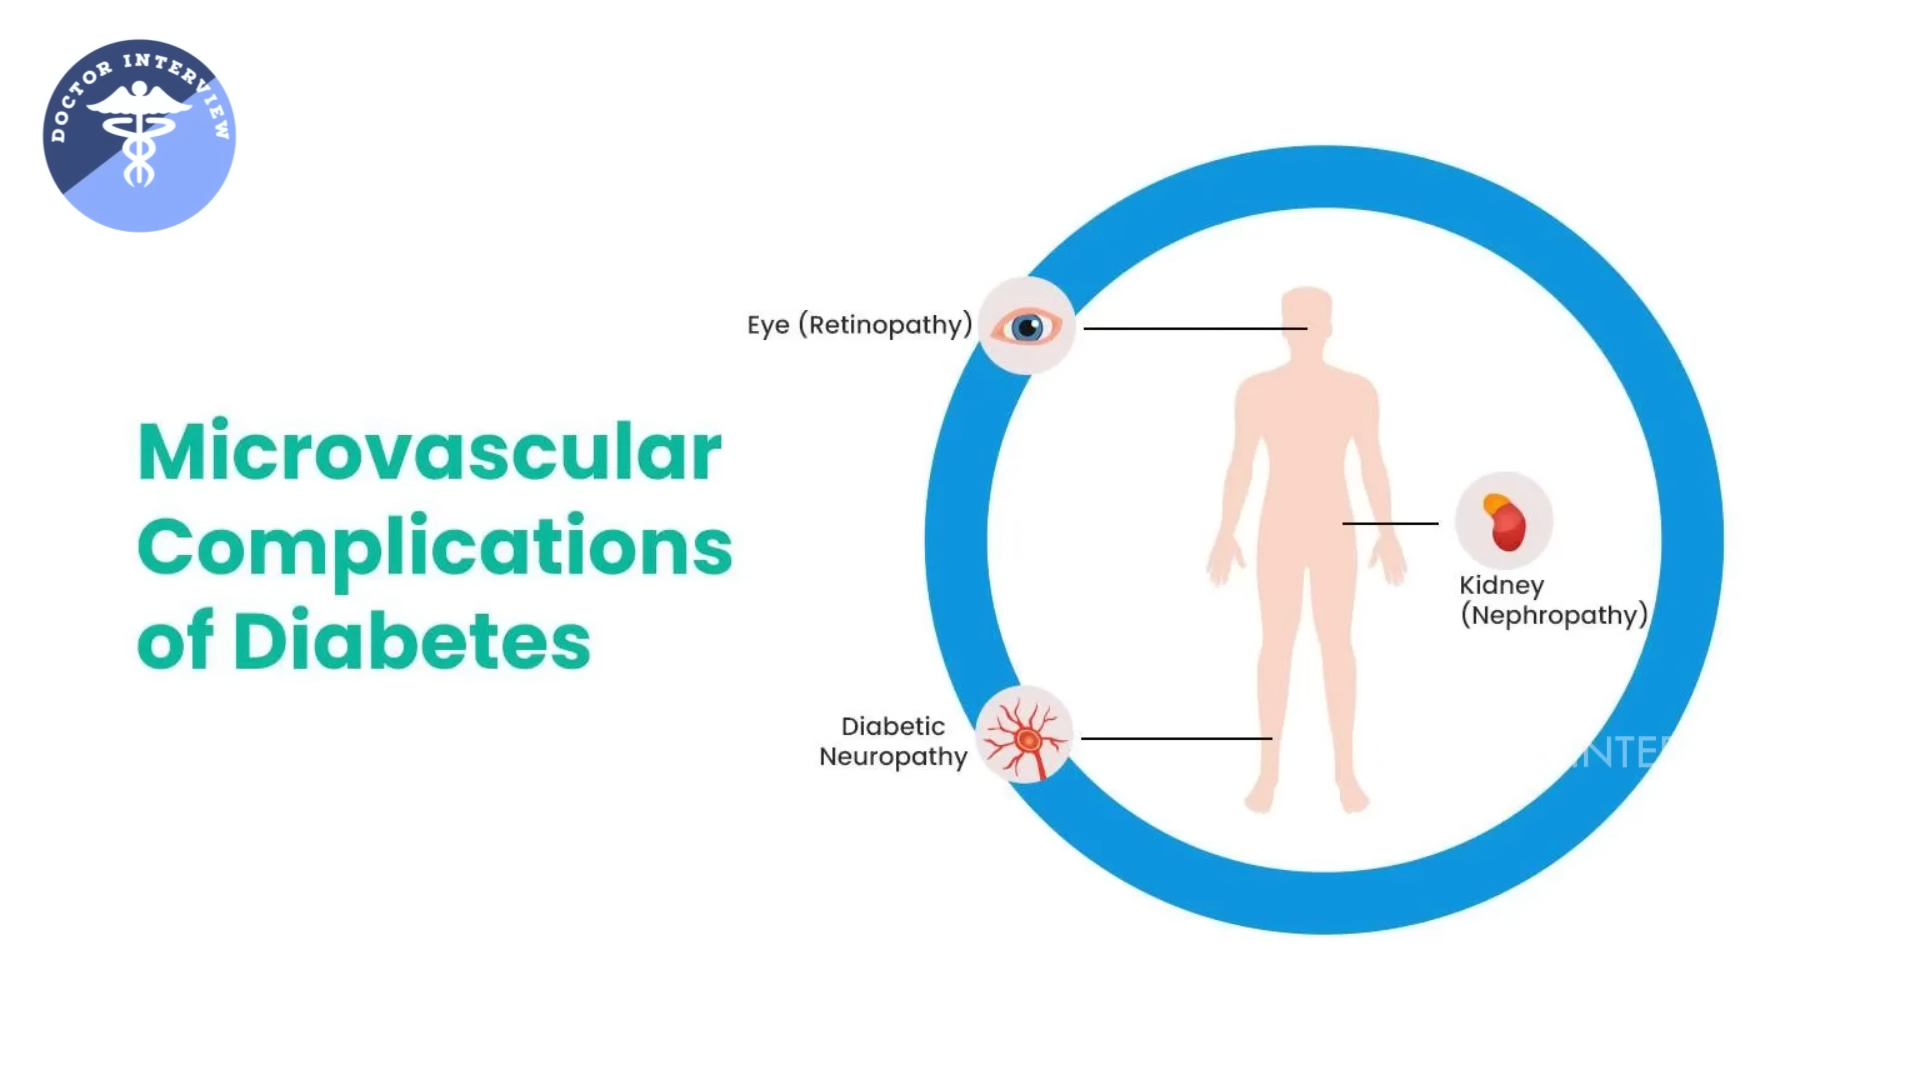 DOCTOR INTERVIEW
Eye (Retinopathy)
Microvascular
Complications
of Diabetes
Kidney
(Nephropathy)
Diabetic
Neuropathy